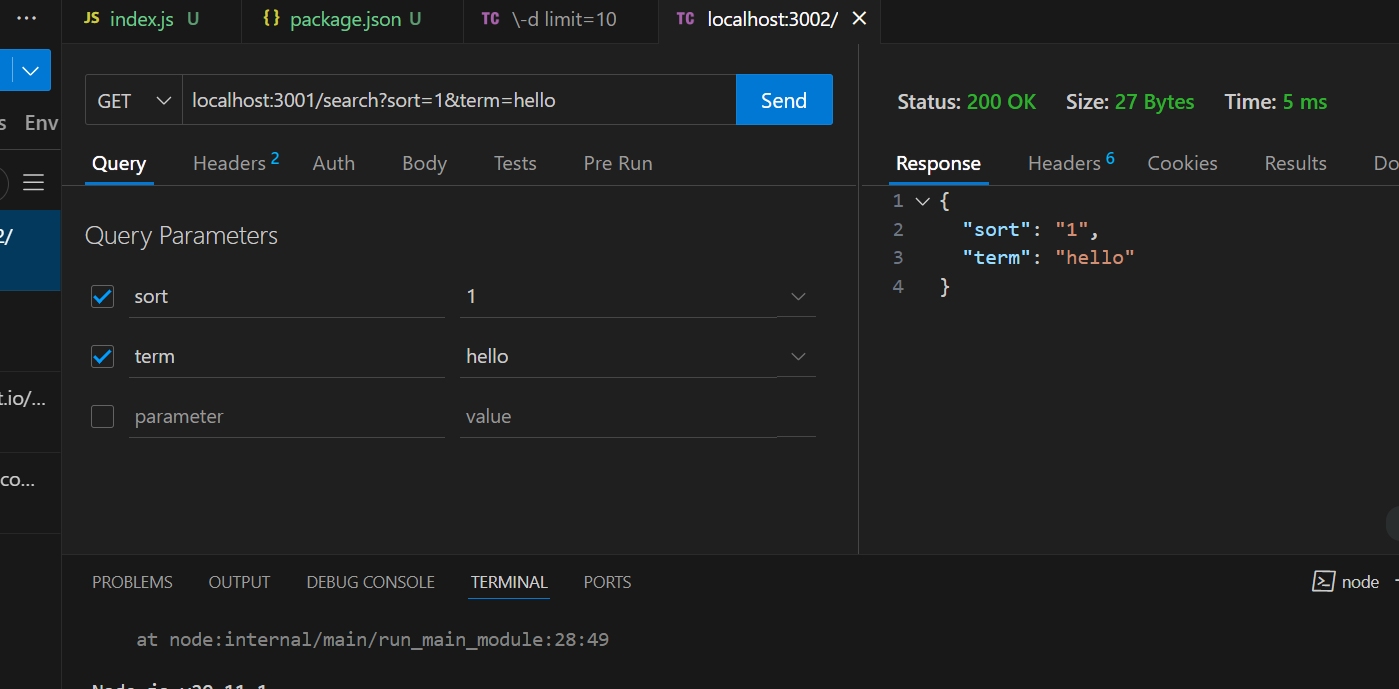 JS index.js U {} package.json U TC \-d limit=10 TC localhost:3002/
GET localhost:3001/search?sort=1&term=hello Send
Status: 200 OK Size: 27 Bytes Time: 5 ms
s Env
Query Headers 2 Auth Body Tests Pre Run
Response Headers 6 Cookies Results Do
2/
t.io/...
co...
Query Parameters
sort 1
term hello
parameter value
1 {
2 "sort": "1",
3 "term": "hello"
4 }
PROBLEMS OUTPUT DEBUG CONSOLE TERMINAL PORTS node
at node:internal/main/run_main_module:28:49